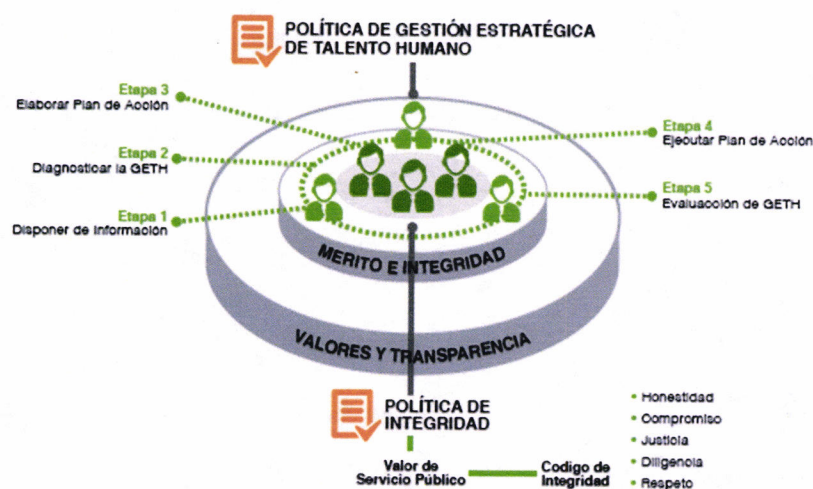 POLÍTICA DE GESTIÓN ESTRATÉGICA
DE TALENTO HUMANO
Etapa 3
Elaborar Plan de Acción
Etapa 2
Diagnosticar la GETH
Etapa 1
Disponer de Información
Etapa 4
Ejecutar Plan de Acción
Etapa 5
Evaluacción de GETH
MERITO E INTEGRIDAD
VALORES Y TRANSPARENCIA
POLÍTICA DE
INTEGRIDAD
Valor de
Servicio Público
Codigo de
Integridad
• Honestidad
• Compromiso
• Justicia
• Diligencia
• Respeto